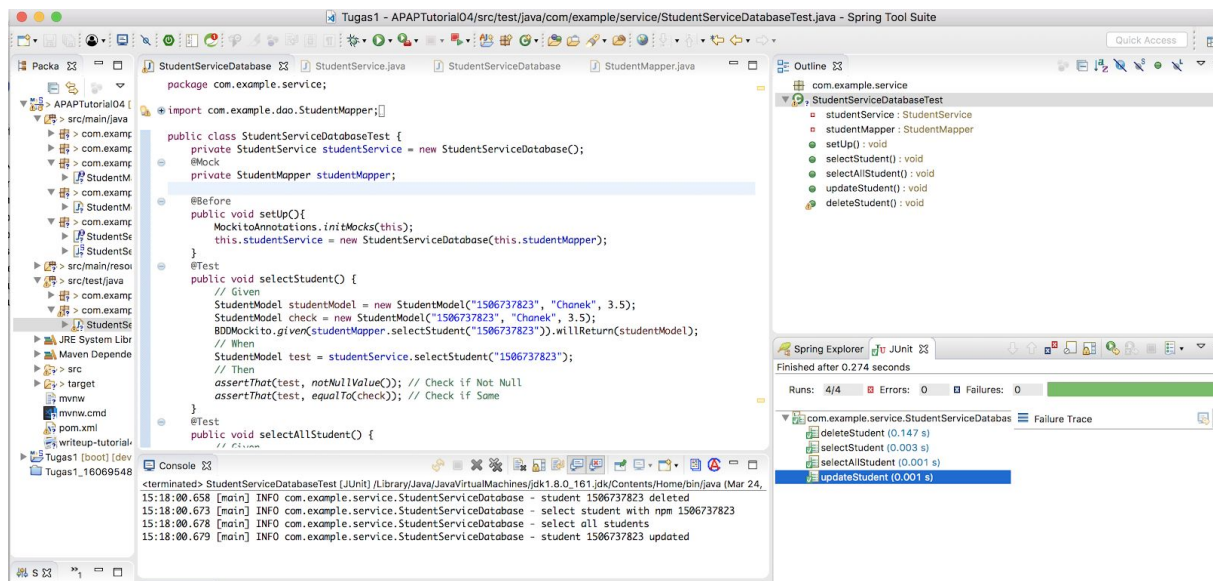 Tugas1 - APAPTutorial04/src/test/java/com/example/service/StudentServiceDatabaseTest.java - Spring Tool Suite
Quick Access
Packa
APAPTutorial04 [
> src/main/java
> com.examp
> com.examp
> com.examp
StudentM
> com.examp
StudentM
> com.examp
StudentSe
StudentSe
> src/main/resou
> src/test/java
> com.examp
> com.examp
StudentSe
JRE System Libr
Maven Depende
> src
> target
mvnw
mvnw.cmd
pom.xml
writeup-tutorial
> Tugas1 [boot] [dev
Tugas1_16069548
S
»1
StudentServiceDatabase
StudentService.java
StudentServiceDatabase
StudentMapper.java
package com.example.service;
import com.example.dao.StudentMapper;
public class StudentServiceDatabaseTest {
private StudentService studentService = new StudentServiceDatabase();
@Mock
private StudentMapper studentMapper;
@Before
public void setUp(){
MockitoAnnotations.initMocks(this);
this.studentService = new StudentServiceDatabase(this.studentMapper);
}
@Test
public void selectStudent() {
// Given
StudentModel studentModel = new StudentModel("1506737823", "Chanek", 3.5);
StudentModel check = new StudentModel("1506737823", "Chanek", 3.5);
BDDMockito.given(studentMapper.selectStudent("1506737823")).willReturn(studentModel);
// When
StudentModel test = studentService.selectStudent("1506737823");
// Then
assertThat(test, notNullValue()); // Check if Not Null
assertThat(test, equalTo(check)); // Check if Same
}
@Test
public void selectAllStudent() {
// Given
Console
<terminated> StudentServiceDatabaseTest [JUnit] /Library/Java/JavaVirtualMachines/jdk1.8.0_161.jdk/Contents/Home/bin/java (Mar 24,
15:18:00.658 [main] INFO com.example.service.StudentServiceDatabase - student 1506737823 deleted
15:18:00.673 [main] INFO com.example.service.StudentServiceDatabase - select student with npm 1506737823
15:18:00.678 [main] INFO com.example.service.StudentServiceDatabase - select all students
15:18:00.679 [main] INFO com.example.service.StudentServiceDatabase - student 1506737823 updated
Outline
com.example.service
StudentServiceDatabaseTest
studentService : StudentService
studentMapper : StudentMapper
setUp() : void
selectStudent() : void
selectAllStudent() : void
updateStudent() : void
deleteStudent() : void
Spring Explorer
JUnit
Finished after 0.274 seconds
Runs: 4/4
Errors: 0
Failures: 0
com.example.service.StudentServiceDatabas
Failure Trace
deleteStudent (0.147 s)
selectStudent (0.003 s)
selectAllStudent (0.001 s)
updateStudent (0.001 s)